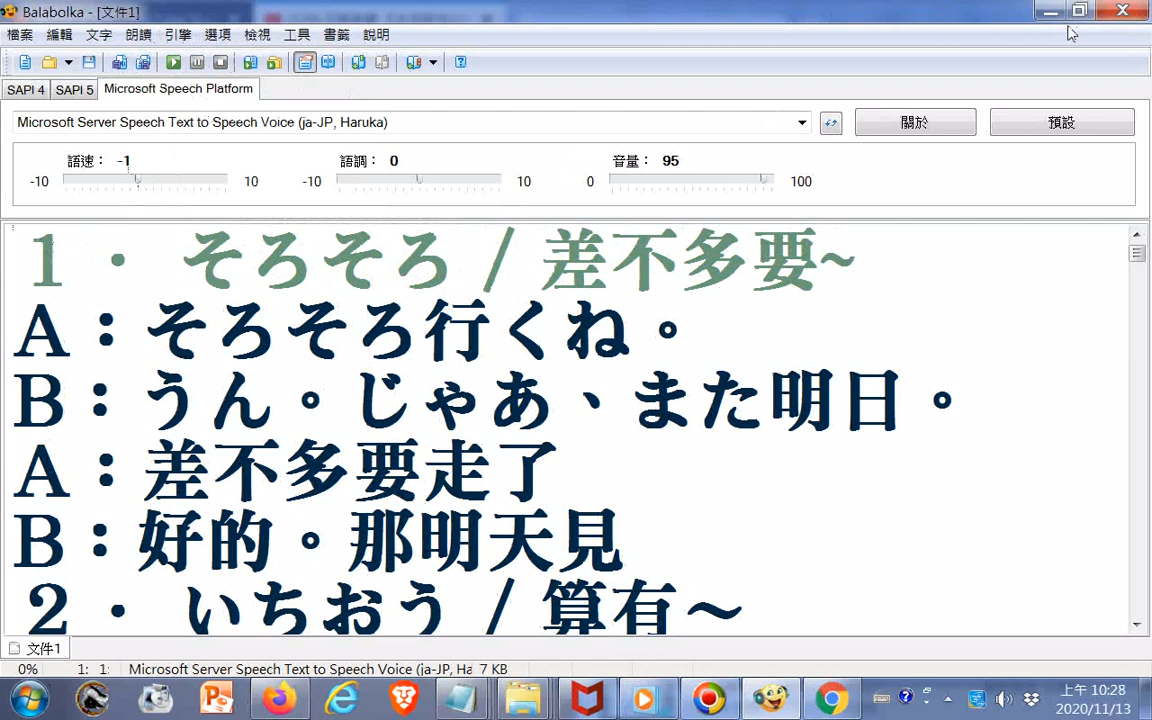 Balabolka - [文件1]
檔案 編輯 文字 朗讀 引擎 選項 檢視 工具 書籤 說明
SAPI 4 SAPI 5 Microsoft Speech Platform
Microsoft Server Speech Text to Speech Voice (ja-JP, Haruka) 關於 預設
語速： -1 語調： 0 音量： 95
-10 10 -10 10 0 100
1． そろそろ / 差不多要~
A：そろそろ行くね。
B：うん。じゃあ、また明日。
A：差不多要走了
B：好的。那明天見
2． いちおう / 算有～
文件1
0% 1: 1: Microsoft Server Speech Text to Speech Voice (ja-JP, Ha 7 KB
上午 10:28
2020/11/13